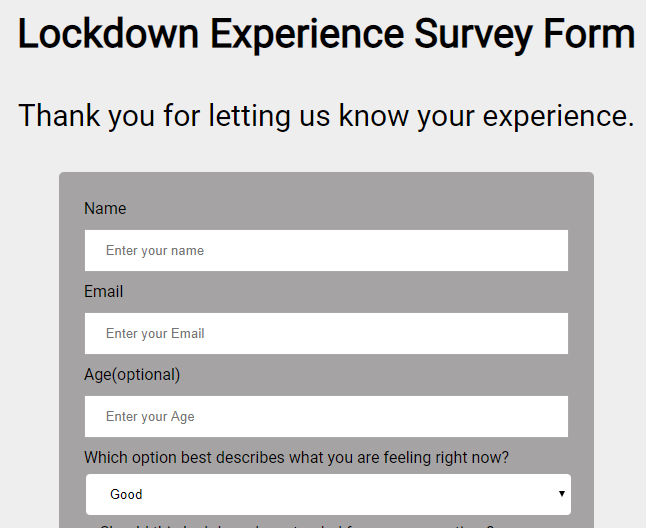 Lockdown Experience Survey Form
Thank you for letting us know your experience.
Name
Enter your name
Email
Enter your Email
Age(optional)
Enter your Age
Which option best describes what you are feeling right now?
Good